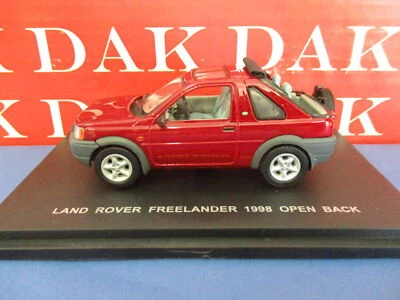 DAK DAK DAK
DAK
LAND ROVER FREELANDER 1998 OPEN BACK